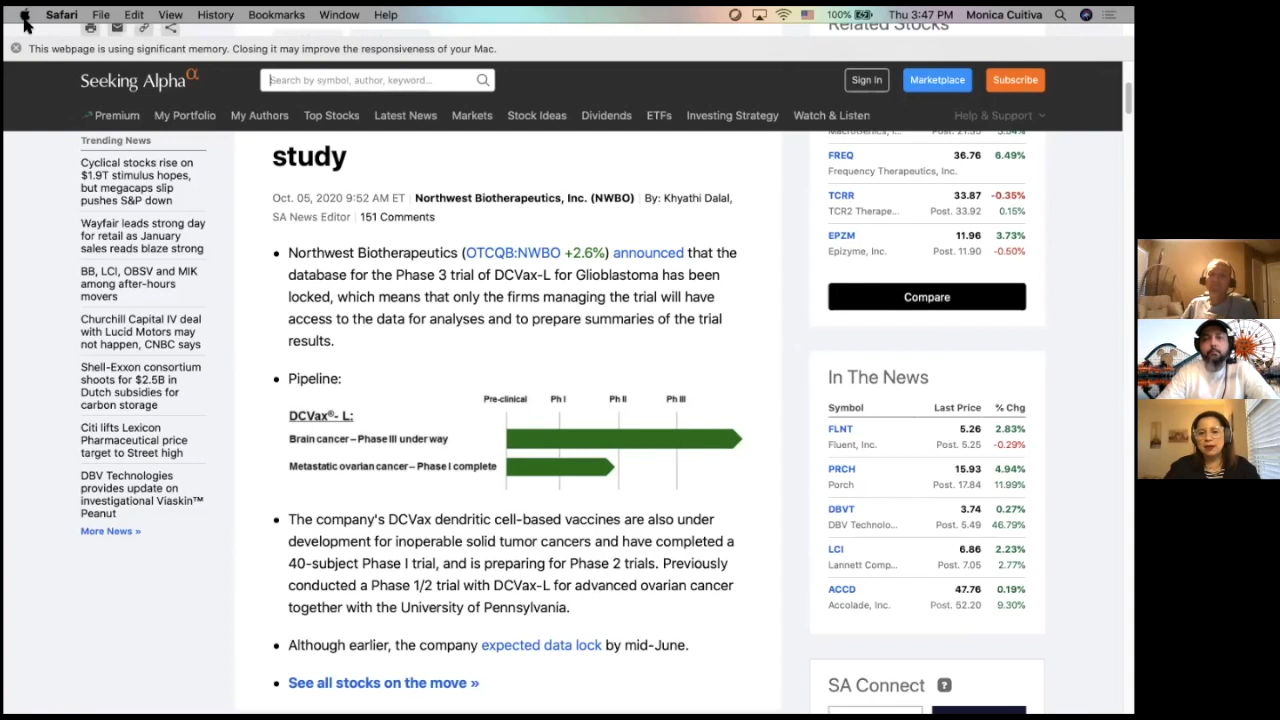 Safari File Edit View History Bookmarks Window Help
100% Thu 3:47 PM Monica Cuitiva
Related Stocks
This webpage is using significant memory. Closing it may improve the responsiveness of your Mac.
Seeking Alpha α
Search by symbol, author, keyword...
Sign In
Marketplace
Subscribe
Premium My Portfolio My Authors Top Stocks Latest News Markets Stock Ideas Dividends ETFs Investing Strategy Watch & Listen Help & Support
Trending News
Cyclical stocks rise on
$1.9T stimulus hopes,
but megacaps slip
pushes S&P down
Wayfair leads strong day
for retail as January
sales reads blaze strong
BB, LCI, OBSV and MIK
among after-hours
movers
Churchill Capital IV deal
with Lucid Motors may
not happen, CNBC says
Shell-Exxon consortium
shoots for $2.5B in
Dutch subsidies for
carbon storage
Citi lifts Lexicon
Pharmaceutical price
target to Street high
DBV Technologies
provides update on
investigational Viaskin™
Peanut
More News »
study
Oct. 05, 2020 9:52 AM ET | Northwest Biotherapeutics, Inc. (NWBO) | By: Khyathi Dalal,
SA News Editor | 151 Comments
• Northwest Biotherapeutics (OTCQB:NWBO +2.6%) announced that the
database for the Phase 3 trial of DCVax-L for Glioblastoma has been
locked, which means that only the firms managing the trial will have
access to the data for analyses and to prepare summaries of the trial
results.
• Pipeline:
Pre-clinical Ph I Ph II Ph III
DCVax®- L:
Brain cancer – Phase III under way
Metastatic ovarian cancer – Phase I complete
• The company's DCVax dendritic cell-based vaccines are also under
development for inoperable solid tumor cancers and have completed a
40-subject Phase I trial, and is preparing for Phase 2 trials. Previously
conducted a Phase 1/2 trial with DCVax-L for advanced ovarian cancer
together with the University of Pennsylvania.
• Although earlier, the company expected data lock by mid-June.
• See all stocks on the move »
FREQ 36.76 6.49%
Frequency Therapeutics, Inc.
TCRR 33.87 -0.35%
TCR2 Therape... Post. 33.92 0.15%
EPZM 11.96 3.73%
Epizyme, Inc. Post. 11.90 -0.50%
Compare
In The News
Symbol Last Price % Chg
FLNT 5.26 2.83%
Fluent, Inc. Post. 5.25 -0.29%
PRCH 15.93 4.94%
Porch Post. 17.84 11.99%
DBVT 3.74 0.27%
DBV Technolo... Post. 5.49 46.79%
LCI 6.86 2.23%
Lannett Comp... Post. 7.05 2.77%
ACCD 47.76 0.19%
Accolade, Inc. Post. 52.20 9.30%
SA Connect ?